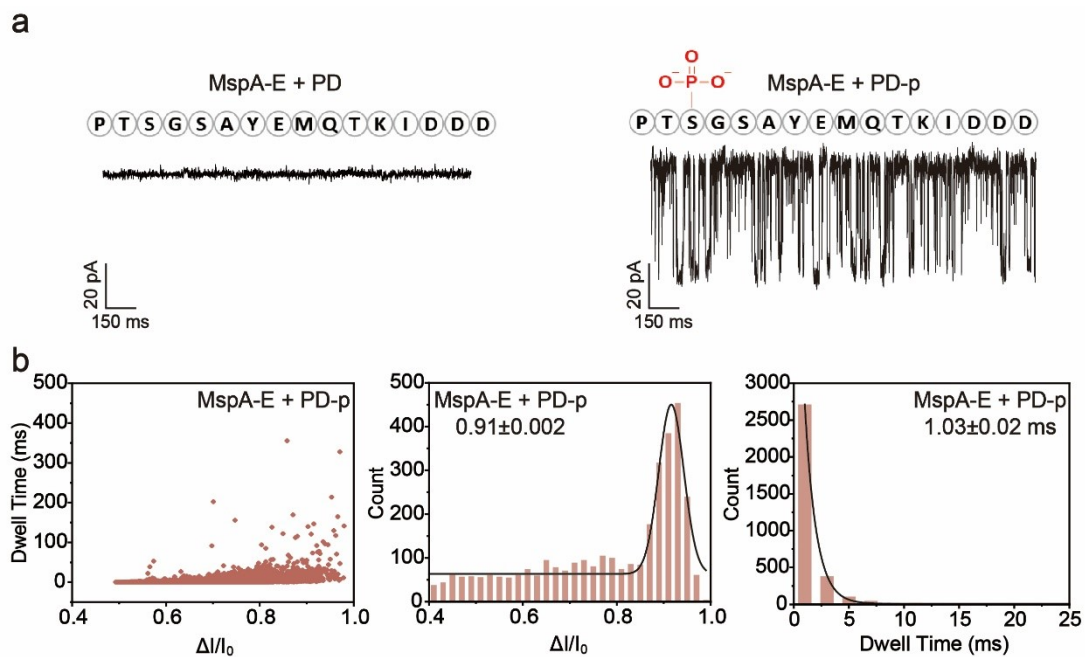 a
MspA-E + PD
PTSGSAYEMQTKIDDD
20 pA
150 ms
O
O⁻ P O⁻
MspA-E + PD-p
PTSGSAYEMQTKIDDD
20 pA
150 ms
b
500
400
300
200
100
0
Dwell Time (ms)
MspA-E + PD-p
0.4 0.6 0.8 1.0
ΔI/I₀
500
400
300
200
100
0
Count
MspA-E + PD-p
0.91±0.002
0.4 0.6 0.8 1.0
ΔI/I₀
3000
2500
2000
1500
1000
500
0
Count
MspA-E + PD-p
1.03±0.02 ms
0 5 10 15 20 25
Dwell Time (ms)